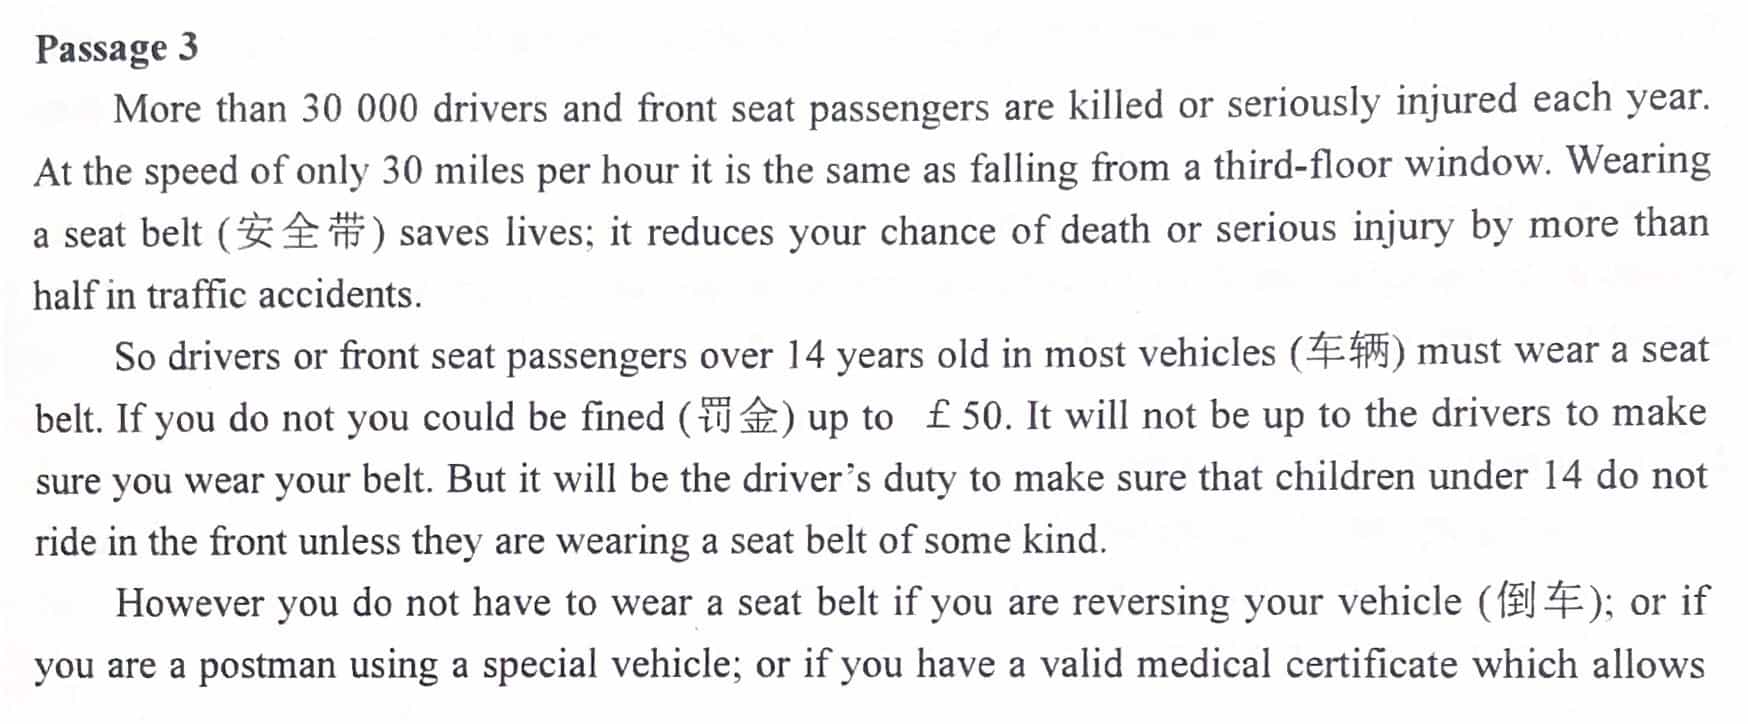 Passage 3
More than 30 000 drivers and front seat passengers are killed or seriously injured each year.
At the speed of only 30 miles per hour it is the same as falling from a third-floor window. Wearing
a seat belt (安全带) saves lives; it reduces your chance of death or serious injury by more than
half in traffic accidents.
So drivers or front seat passengers over 14 years old in most vehicles (车辆) must wear a seat
belt. If you do not you could be fined (罚金) up to £50. It will not be up to the drivers to make
sure you wear your belt. But it will be the driver's duty to make sure that children under 14 do not
ride in the front unless they are wearing a seat belt of some kind.
However you do not have to wear a seat belt if you are reversing your vehicle (倒车); or if
you are a postman using a special vehicle; or if you have a valid medical certificate which allows